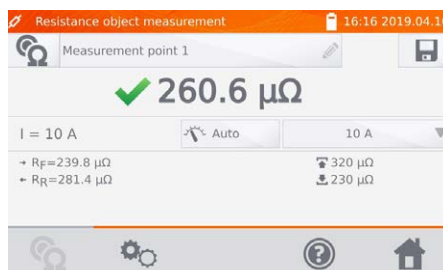 Resistance object measurement 16:16 2019.04.10
Measurement point 1
260.6 µΩ
I = 10 A Auto 10 A
→ RF=239.8 µΩ 320 µΩ
← RR=281.4 µΩ 230 µΩ